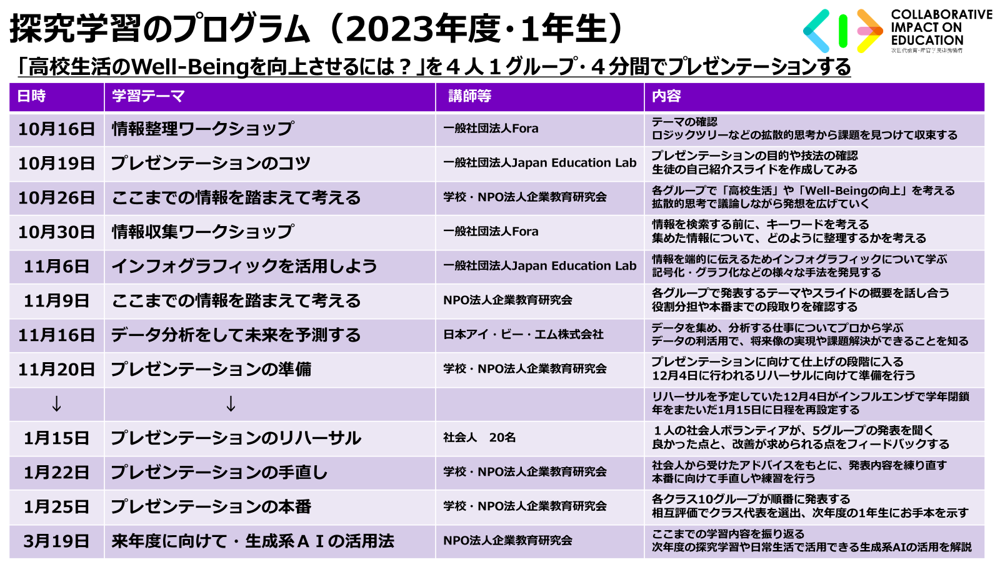 探究学習のプログラム（2023年度・1年生）
COLLABORATIVE
IMPACT ON
EDUCATION
次世代教育・産官学民連携機構
「高校生活のWell-Beingを向上させるには？」を４人１グループ・４分間でプレゼンテーションする
日時 学習テーマ 講師等 内容
10月16日 情報整理ワークショップ 一般社団法人Fora テーマの確認
ロジックツリーなどの拡散的思考から課題を見つけて収束する
10月19日 プレゼンテーションのコツ 一般社団法人Japan Education Lab プレゼンテーションの目的や技法の確認
生徒の自己紹介スライドを作成してみる
10月26日 ここまでの情報を踏まえて考える 学校・NPO法人企業教育研究会 各グループで「高校生活」や「Well-Beingの向上」を考える
拡散的思考で議論しながら発想を広げていく
10月30日 情報収集ワークショップ 一般社団法人Fora 情報を検索する前に、キーワードを考える
集めた情報について、どのように整理するかを考える
11月6日 インフォグラフィックを活用しよう 一般社団法人Japan Education Lab 情報を端的に伝えるためインフォグラフィックについて学ぶ
記号化・グラフ化などの様々な手法を発見する
11月9日 ここまでの情報を踏まえて考える NPO法人企業教育研究会 各グループで発表するテーマやスライドの概要を話し合う
役割分担や本番までの段取りを確認する
11月16日 データ分析をして未来を予測する 日本アイ・ビー・エム株式会社 データを集め、分析する仕事についてプロから学ぶ
データの利活用で、将来像の実現や課題解決ができることを知る
11月20日 プレゼンテーションの準備 学校・NPO法人企業教育研究会 プレゼンテーションに向けて仕上げの段階に入る
12月4日に行われるリハーサルに向けて準備を行う
↓ ↓ リハーサルを予定していた12月4日がインフルエンザで学年閉鎖
年をまたいだ1月15日に日程を再設定する
1月15日 プレゼンテーションのリハーサル 社会人　20名 １人の社会人ボランティアが、5グループの発表を聞く
良かった点と、改善が求められる点をフィードバックする
1月22日 プレゼンテーションの手直し 学校・NPO法人企業教育研究会 社会人から受けたアドバイスをもとに、発表内容を練り直す
本番に向けて手直しや練習を行う
1月25日 プレゼンテーションの本番 学校・NPO法人企業教育研究会 各クラス10グループが順番に発表する
相互評価でクラス代表を選出、次年度の1年生にお手本を示す
3月19日 来年度に向けて・生成系ＡＩの活用法 NPO法人企業教育研究会 ここまでの学習内容を振り返る
次年度の探究学習や日常生活で活用できる生成系AIの活用を解説